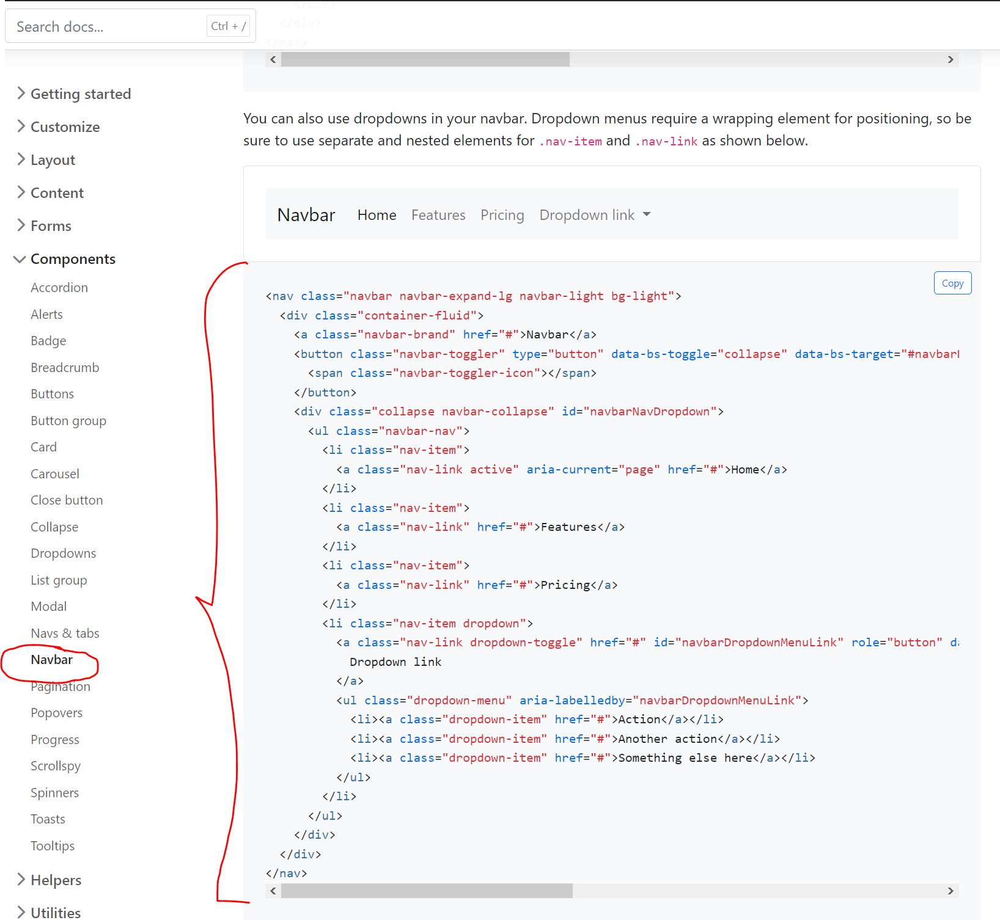 </div>
</div>
</nav>
Search docs...
Ctrl + /
Getting started
Customize
Layout
Content
Forms
Components
Accordion
Alerts
Badge
Breadcrumb
Buttons
Button group
Card
Carousel
Close button
Collapse
Dropdowns
List group
Modal
Navs & tabs
Navbar
Pagination
Popovers
Progress
Scrollspy
Spinners
Toasts
Tooltips
Helpers
Utilities
You can also use dropdowns in your navbar. Dropdown menus require a wrapping element for positioning, so be
sure to use separate and nested elements for .nav-item and .nav-link as shown below.
Navbar Home Features Pricing Dropdown link
Copy
<nav class="navbar navbar-expand-lg navbar-light bg-light">
<div class="container-fluid">
<a class="navbar-brand" href="#">Navbar</a>
<button class="navbar-toggler" type="button" data-bs-toggle="collapse" data-bs-target="#navbar
<span class="navbar-toggler-icon"></span>
</button>
<div class="collapse navbar-collapse" id="navbarNavDropdown">
<ul class="navbar-nav">
<li class="nav-item">
<a class="nav-link active" aria-current="page" href="#">Home</a>
</li>
<li class="nav-item">
<a class="nav-link" href="#">Features</a>
</li>
<li class="nav-item">
<a class="nav-link" href="#">Pricing</a>
</li>
<li class="nav-item dropdown">
<a class="nav-link dropdown-toggle" href="#" id="navbarDropdownMenuLink" role="button" d
Dropdown link
</a>
<ul class="dropdown-menu" aria-labelledby="navbarDropdownMenuLink">
<li><a class="dropdown-item" href="#">Action</a></li>
<li><a class="dropdown-item" href="#">Another action</a></li>
<li><a class="dropdown-item" href="#">Something else here</a></li>
</ul>
</li>
</ul>
</div>
</div>
</nav>